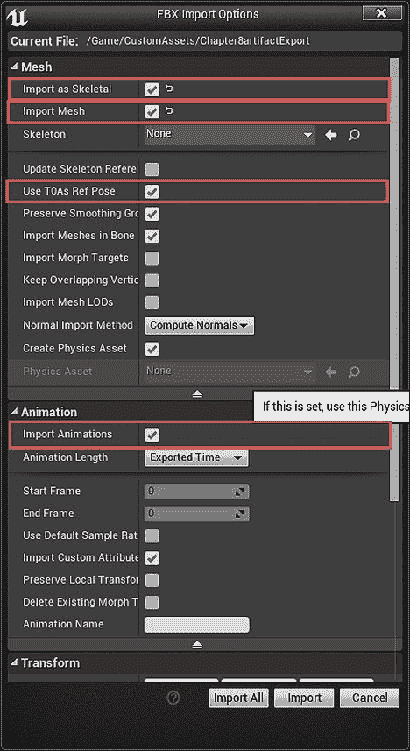 FBX Import Options
Current File: /Game/CustomAssets/Chapter8artifactExport
Mesh
Import as Skeletal
Import Mesh
Skeleton None
Update Skeleton Refere
Use T0As Ref Pose
Preserve Smoothing Gro
Import Meshes in Bone
Import Morph Targets
Keep Overlapping Vertic
Import Mesh LODs
Normal Import Method Compute Normals
Create Physics Asset
Physics Asset None
If this is set, use this Physics
Animation
Import Animations
Animation Length Exported Time
Start Frame 0
End Frame 0
Use Default Sample Rat
Import Custom Attribute
Preserve Local Transfor
Delete Existing Morph T
Animation Name
Transform
Import All Import Cancel